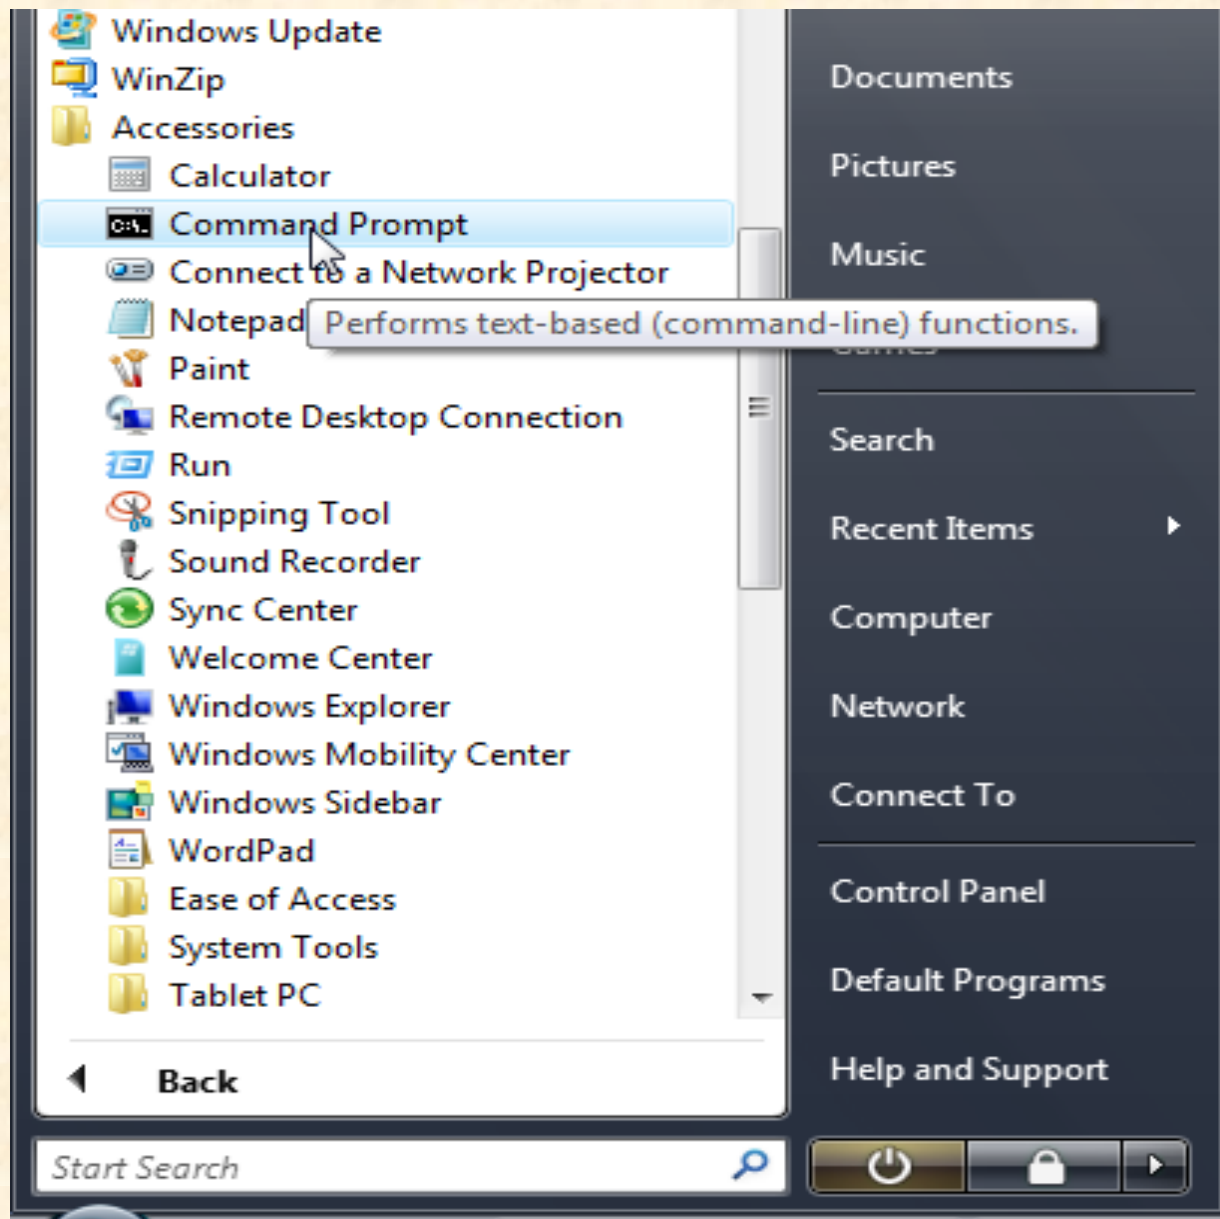 Windows Update
WinZip
Accessories
Calculator
C:\.
Command Prompt
Connect to a Network Projector
Notepad
Performs text-based (command-line) functions.
Paint
Remote Desktop Connection
Run
Snipping Tool
Sound Recorder
Sync Center
Welcome Center
Windows Explorer
Windows Mobility Center
Windows Sidebar
WordPad
Ease of Access
System Tools
Tablet PC
Back
Start Search
Documents
Pictures
Music
Games
Search
Recent Items
Computer
Network
Connect To
Control Panel
Default Programs
Help and Support